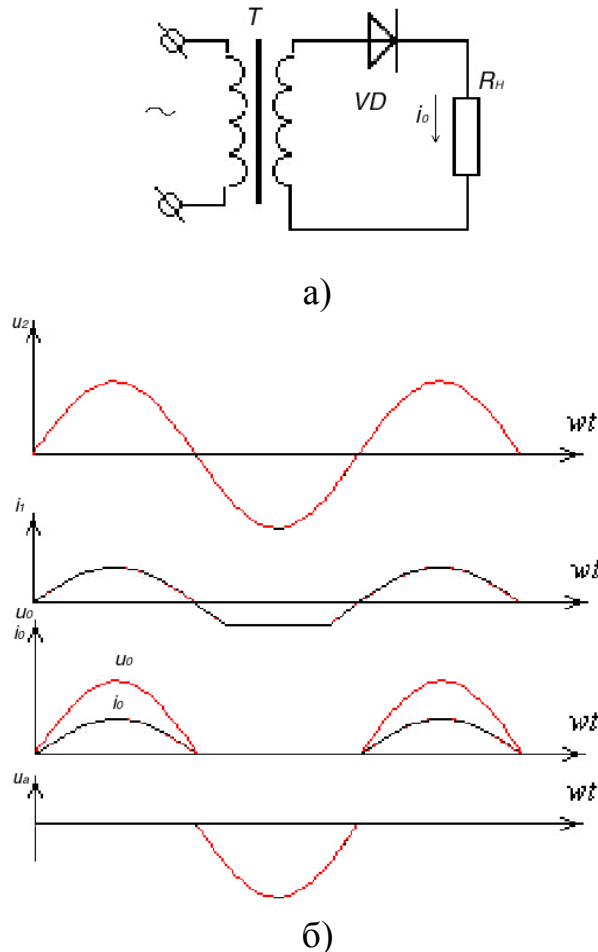 T
VD
Rн
i₀
~
а)
u₂
wt
i₁
wt
u₀
i₀
u₀
i₀
wt
uₐ
wt
б)